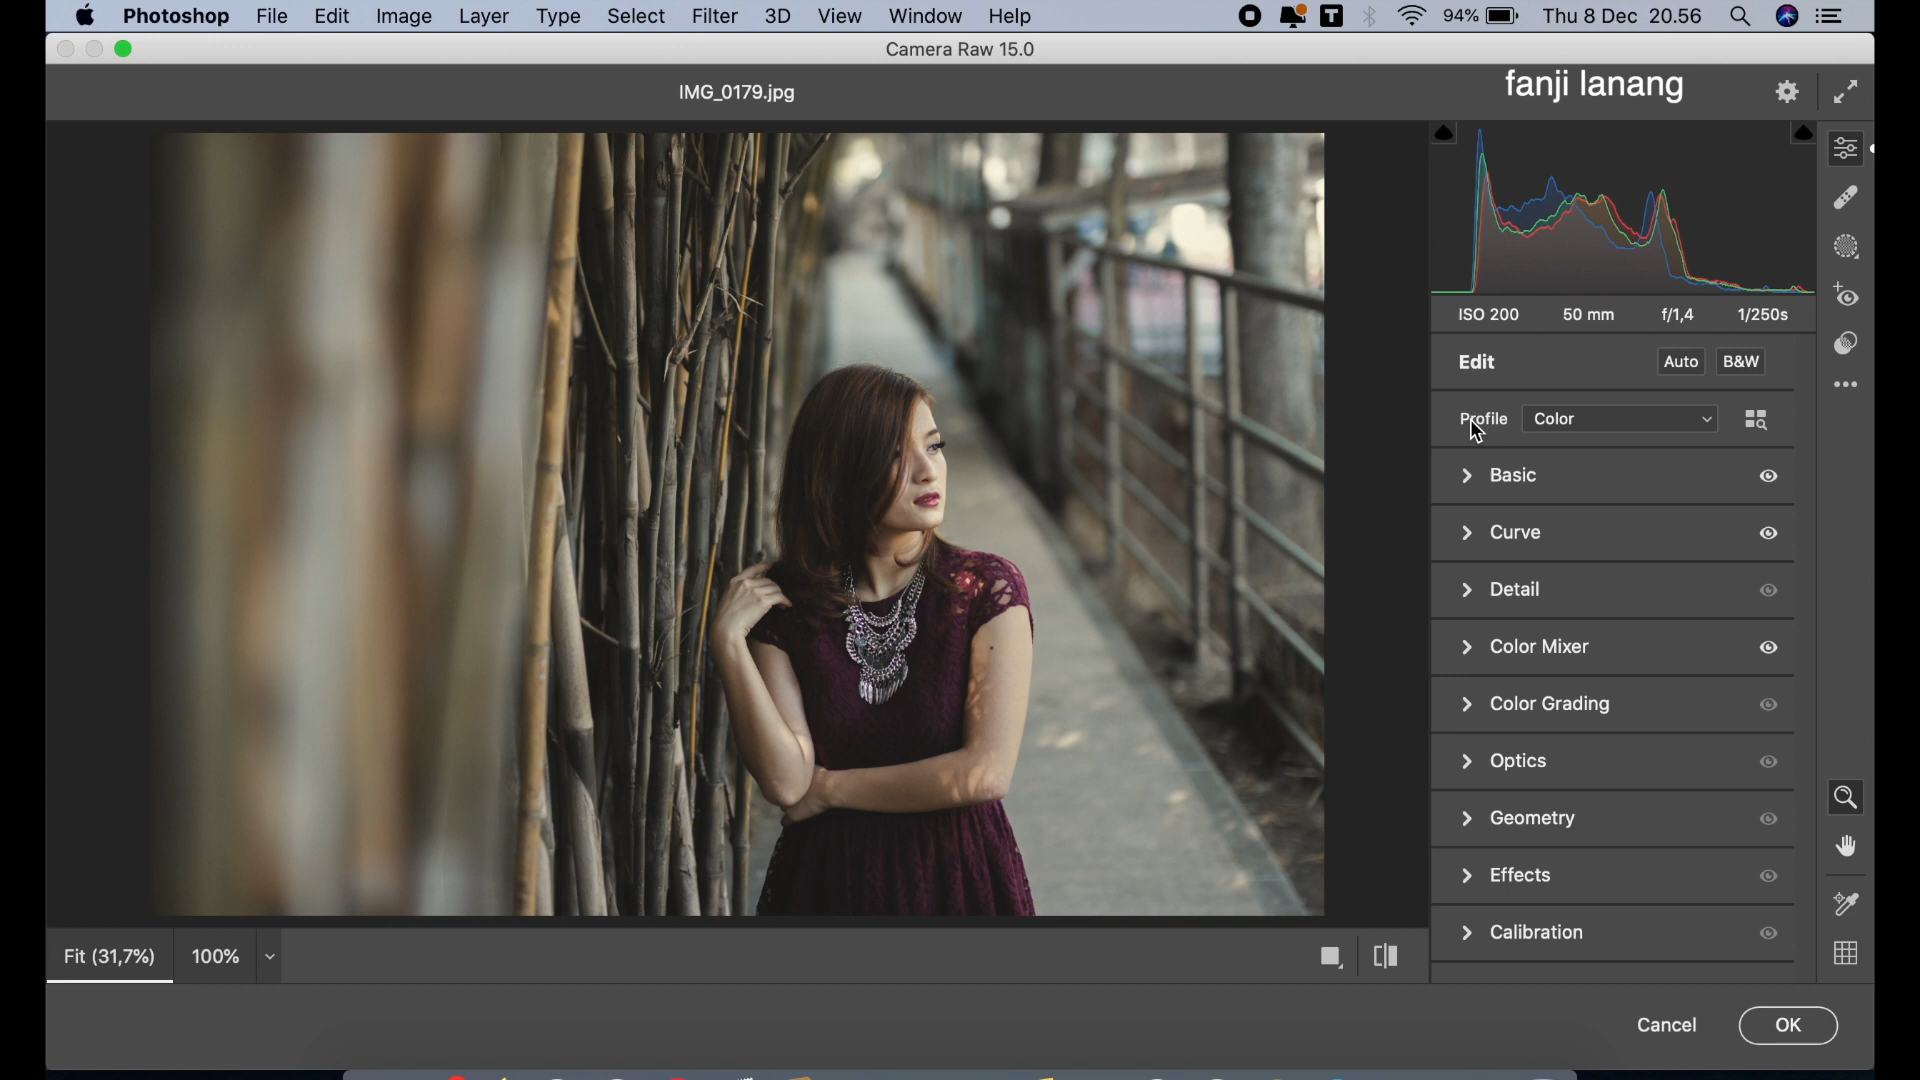 Photoshop File Edit Image Layer Type Select Filter 3D View Window Help T 94% Thu 8 Dec 20.56
Camera Raw 15.0
IMG_0179.jpg
fanji lanang
ISO 200 50 mm f/1,4 1/250s
Edit Auto B&W
Profile Color
Basic
Curve
Detail
Color Mixer
Color Grading
Optics
Geometry
Effects
Calibration
Fit (31,7%) 100%
Cancel OK